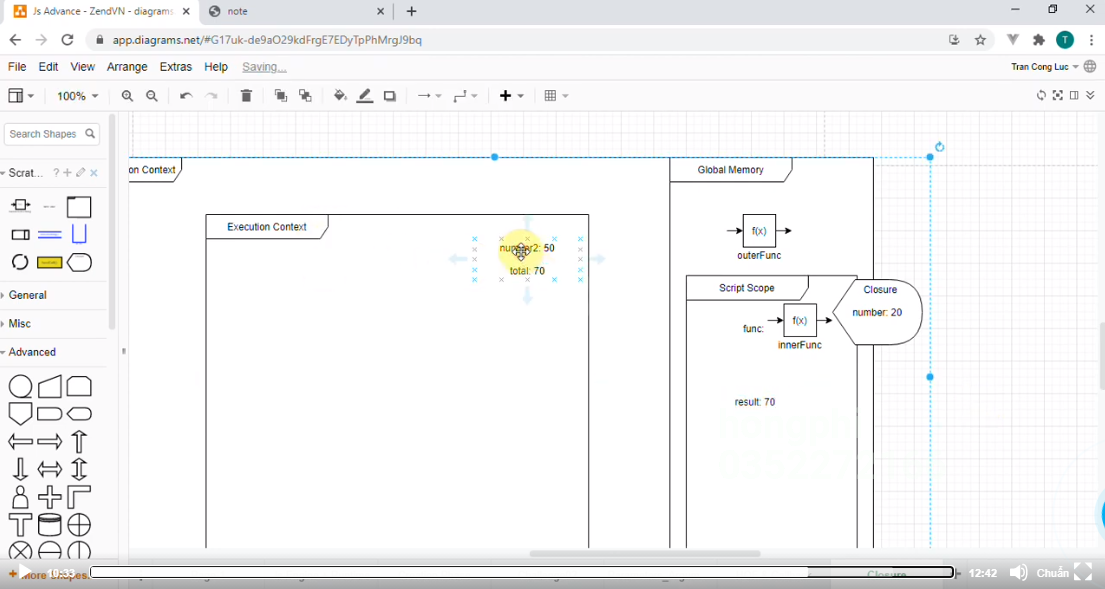 Js Advance - ZendVN - diagrams
note
app.diagrams.net/#G17uk-de9aO29kdFrgE7EDyTpPhMrgJ9bq
T
File Edit View Arrange Extras Help Saving...
Tran Cong Luc
100%
Search Shapes
Scrat...
General
Misc
Advanced
More Shapes...
on Context
Execution Context
number2: 50
total: 70
Global Memory
f(x)
outerFunc
Script Scope
func:
f(x)
innerFunc
Closure
number: 20
result: 70
10:33
Closure
12:42
Chuẩn